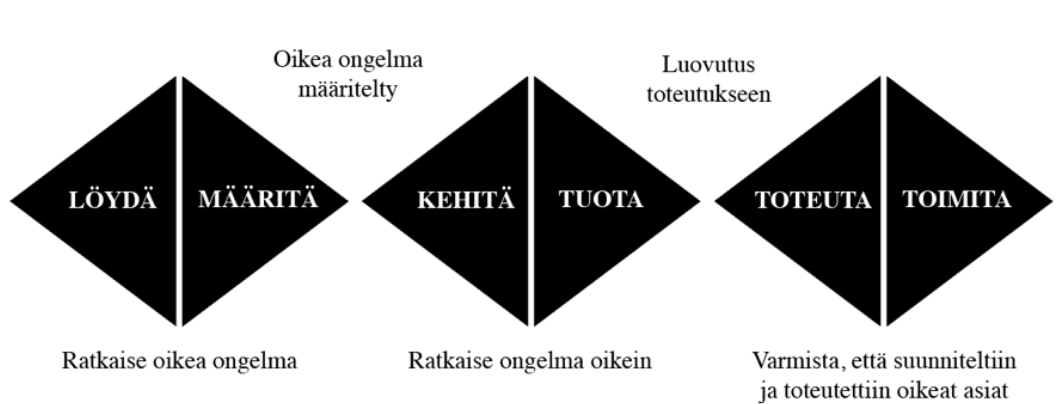 Oikea ongelma
määritelty
Luovutus
toteutukseen
LÖYDÄ
MÄÄRITÄ
KEHITÄ
TUOTA
TOTEUTA
TOIMITA
Ratkaise oikea ongelma
Ratkaise ongelma oikein
Varmista, että suunniteltiin
ja toteutettiin oikeat asiat